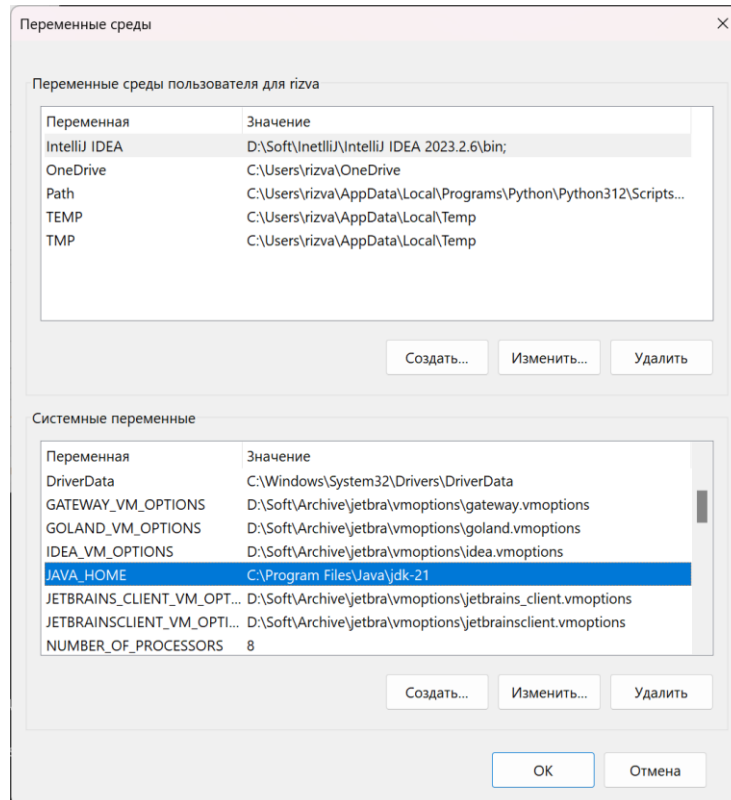 Переменные среды
Переменные среды пользователя для rizva
Переменная Значение
IntelliJ IDEA D:\Soft\InetlliJ\IntelliJ IDEA 2023.2.6\bin;
OneDrive C:\Users\rizva\OneDrive
Path C:\Users\rizva\AppData\Local\Programs\Python\Python312\Scripts...
TEMP C:\Users\rizva\AppData\Local\Temp
TMP C:\Users\rizva\AppData\Local\Temp
Создать... Изменить... Удалить
Системные переменные
Переменная Значение
DriverData C:\Windows\System32\Drivers\DriverData
GATEWAY_VM_OPTIONS D:\Soft\Archive\jetbra\vmoptions\gateway.vmoptions
GOLAND_VM_OPTIONS D:\Soft\Archive\jetbra\vmoptions\goland.vmoptions
IDEA_VM_OPTIONS D:\Soft\Archive\jetbra\vmoptions\idea.vmoptions
JAVA_HOME C:\Program Files\Java\jdk-21
JETBRAINS_CLIENT_VM_OPT... D:\Soft\Archive\jetbra\vmoptions\jetbrains_client.vmoptions
JETBRAINSCLIENT_VM_OPTI... D:\Soft\Archive\jetbra\vmoptions\jetbrainsclient.vmoptions
NUMBER_OF_PROCESSORS 8
Создать... Изменить... Удалить
ОК Отмена